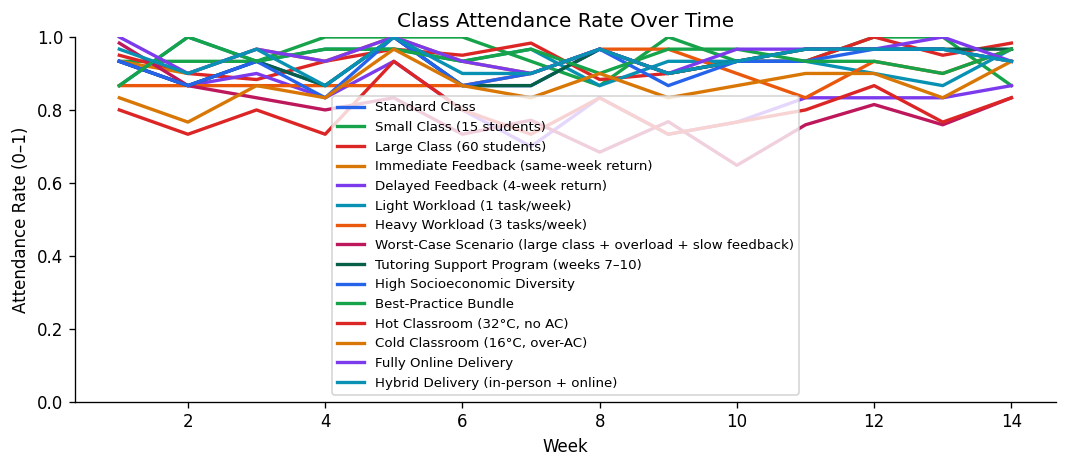 Class Attendance Rate Over Time
Attendance Rate (0–1)
1.0
0.8
0.6
0.4
0.2
0.0
Standard Class
Small Class (15 students)
Large Class (60 students)
Immediate Feedback (same-week return)
Delayed Feedback (4-week return)
Light Workload (1 task/week)
Heavy Workload (3 tasks/week)
Worst-Case Scenario (large class + overload + slow feedback)
Tutoring Support Program (weeks 7–10)
High Socioeconomic Diversity
Best-Practice Bundle
Hot Classroom (32°C, no AC)
Cold Classroom (16°C, over-AC)
Fully Online Delivery
Hybrid Delivery (in-person + online)
2 4 6 8 10 12 14
Week